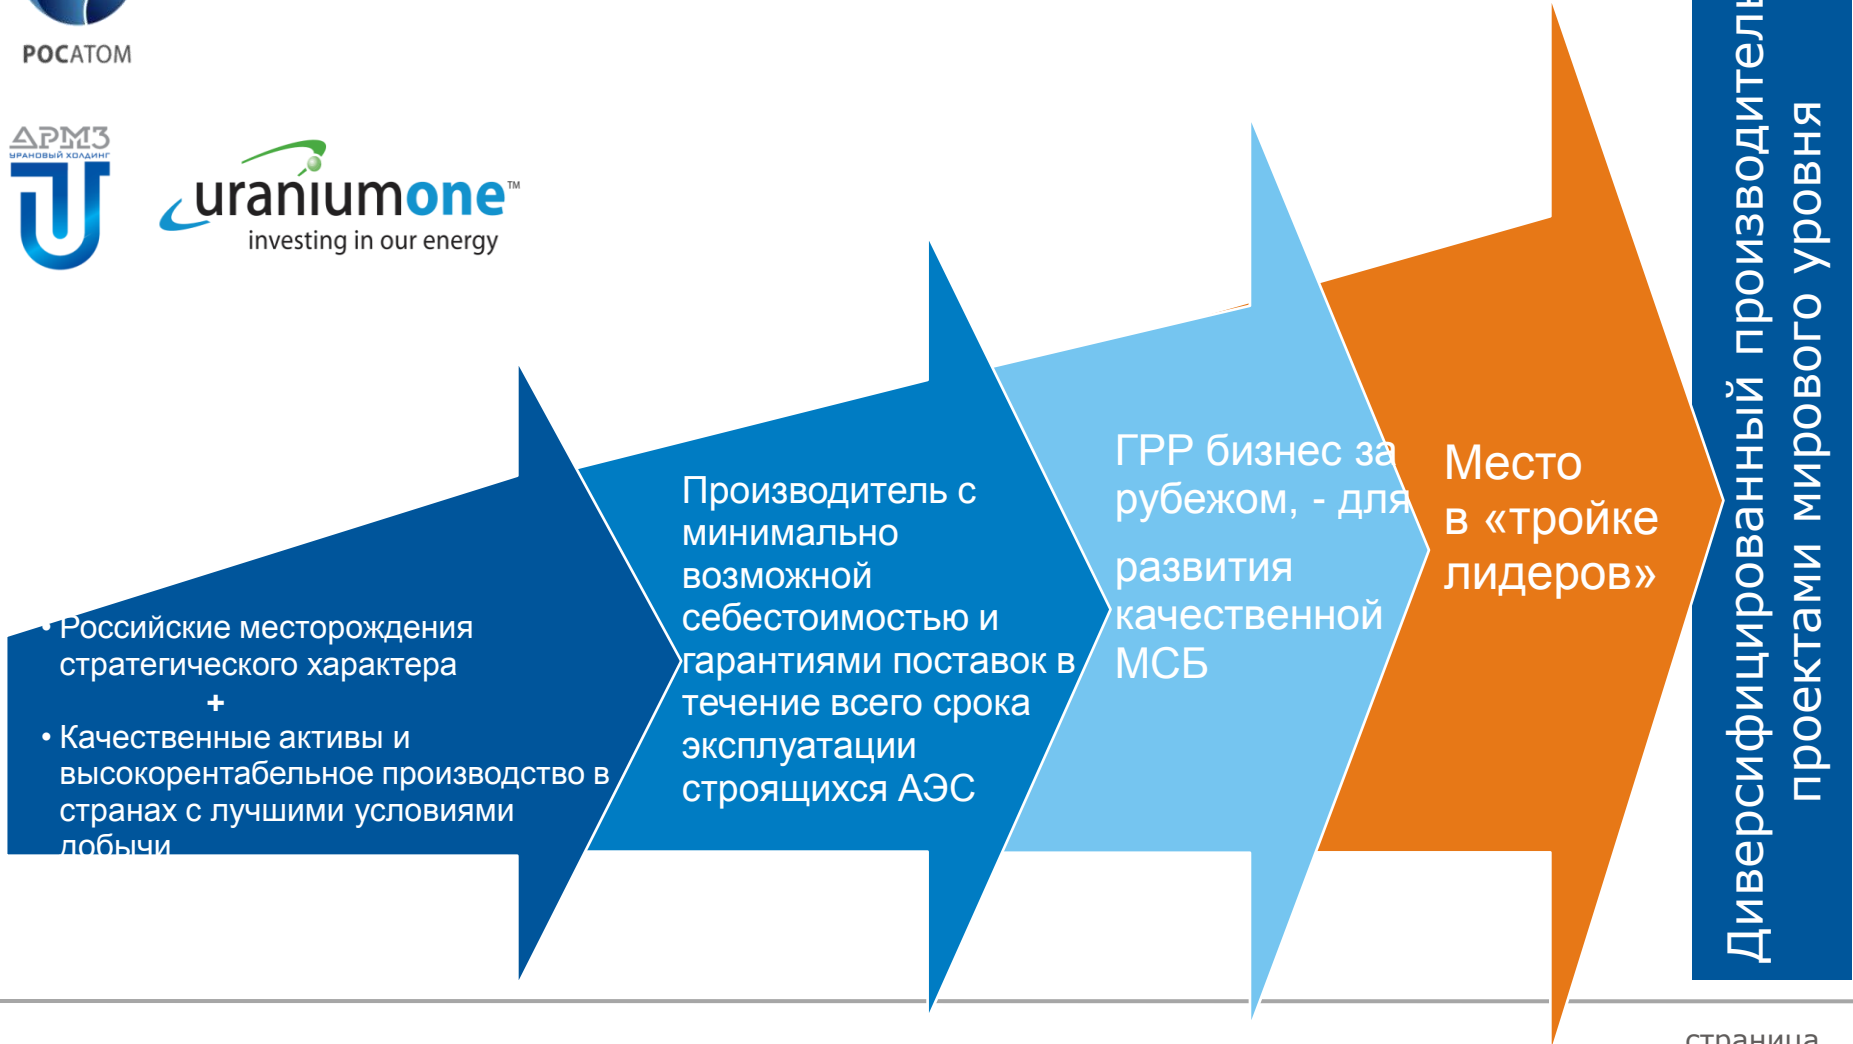 РОСАТОМ
АРМЗ
УРАНОВЫЙ ХОЛДИНГ
uraniumone™
investing in our energy
• Российские месторождения
стратегического характера
+
• Качественные активы и
высокорентабельное производство в
странах с лучшими условиями
добычи
Производитель с
минимально
возможной
себестоимостью и
гарантиями поставок в
течение всего срока
эксплуатации
строящихся АЭС
ГРР бизнес за
рубежом, - для
развития
качественной
МСБ
Место
в «тройке
лидеров»
Диверсифицированный производитель
проектами мирового уровня
страница